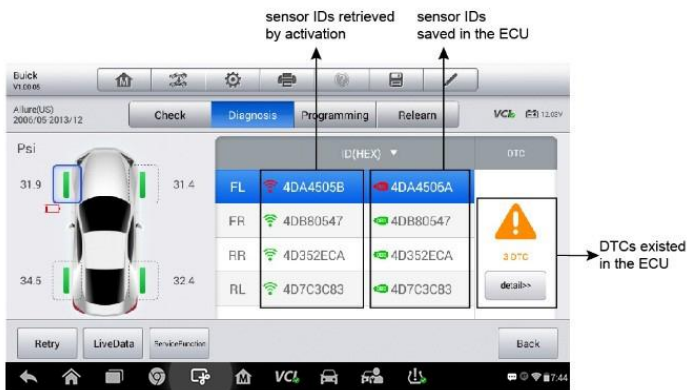 sensor IDs retrieved
by activation
sensor IDs
saved in the ECU
Buick
V1.00.05
Allure(US)
2006/05 2013/12
Check
Diagnosis
Programming
Relearn
VCI
12.03V
Psi
ID(HEX)
DTC
31.9
31.4
FL 4DA4505B 4DA4506A
FR 4DB80547 4DB80547
RR 4D352ECA 4D352ECA
RL 4D7C3C83 4D7C3C83
34.5
32.4
3 DTC
detail>>
DTCs existed
in the ECU
Retry
LiveData
ServiceFunction
Back
VCI
7:44